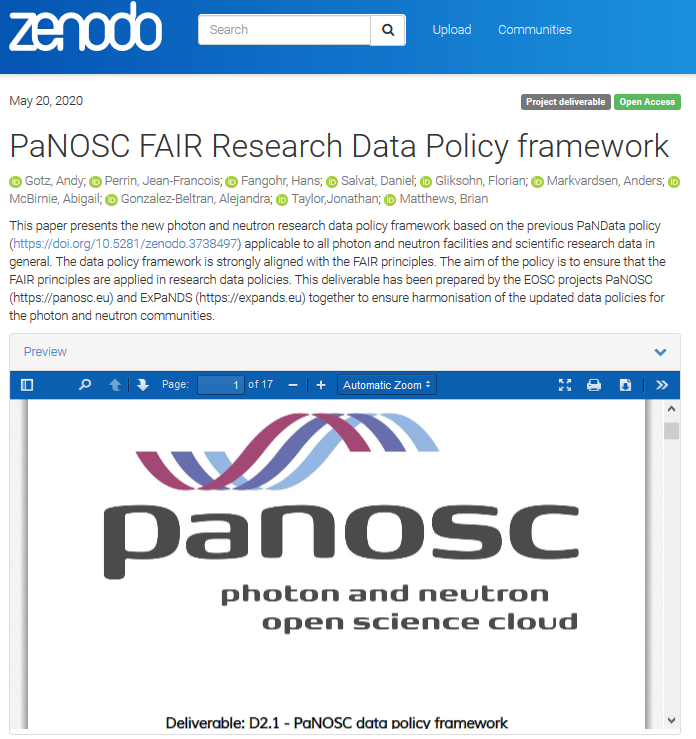 zenodo
Search
Upload
Communities
May 20, 2020
Project deliverable
Open Access
PaNOSC FAIR Research Data Policy framework
Gotz, Andy; Perrin, Jean-Francois; Fangohr, Hans; Salvat, Daniel; Gliksohn, Florian; Markvardsen, Anders;
McBirnie, Abigail; Gonzalez-Beltran, Alejandra; Taylor,Jonathan; Matthews, Brian
This paper presents the new photon and neutron research data policy framework based on the previous PaNData policy
(https://doi.org/10.5281/zenodo.3738497) applicable to all photon and neutron facilities and scientific research data in
general. The data policy framework is strongly aligned with the FAIR principles. The aim of the policy is to ensure that the
FAIR principles are applied in research data policies. This deliverable has been prepared by the EOSC projects PaNOSC
(https://panosc.eu) and ExPaNDS (https://expands.eu) together to ensure harmonisation of the updated data policies for
the photon and neutron communities.
Preview
Page: 1 of 17 Automatic Zoom
panosc
photon and neutron
open science cloud
Deliverable: D2.1 - PaNOSC data policy framework